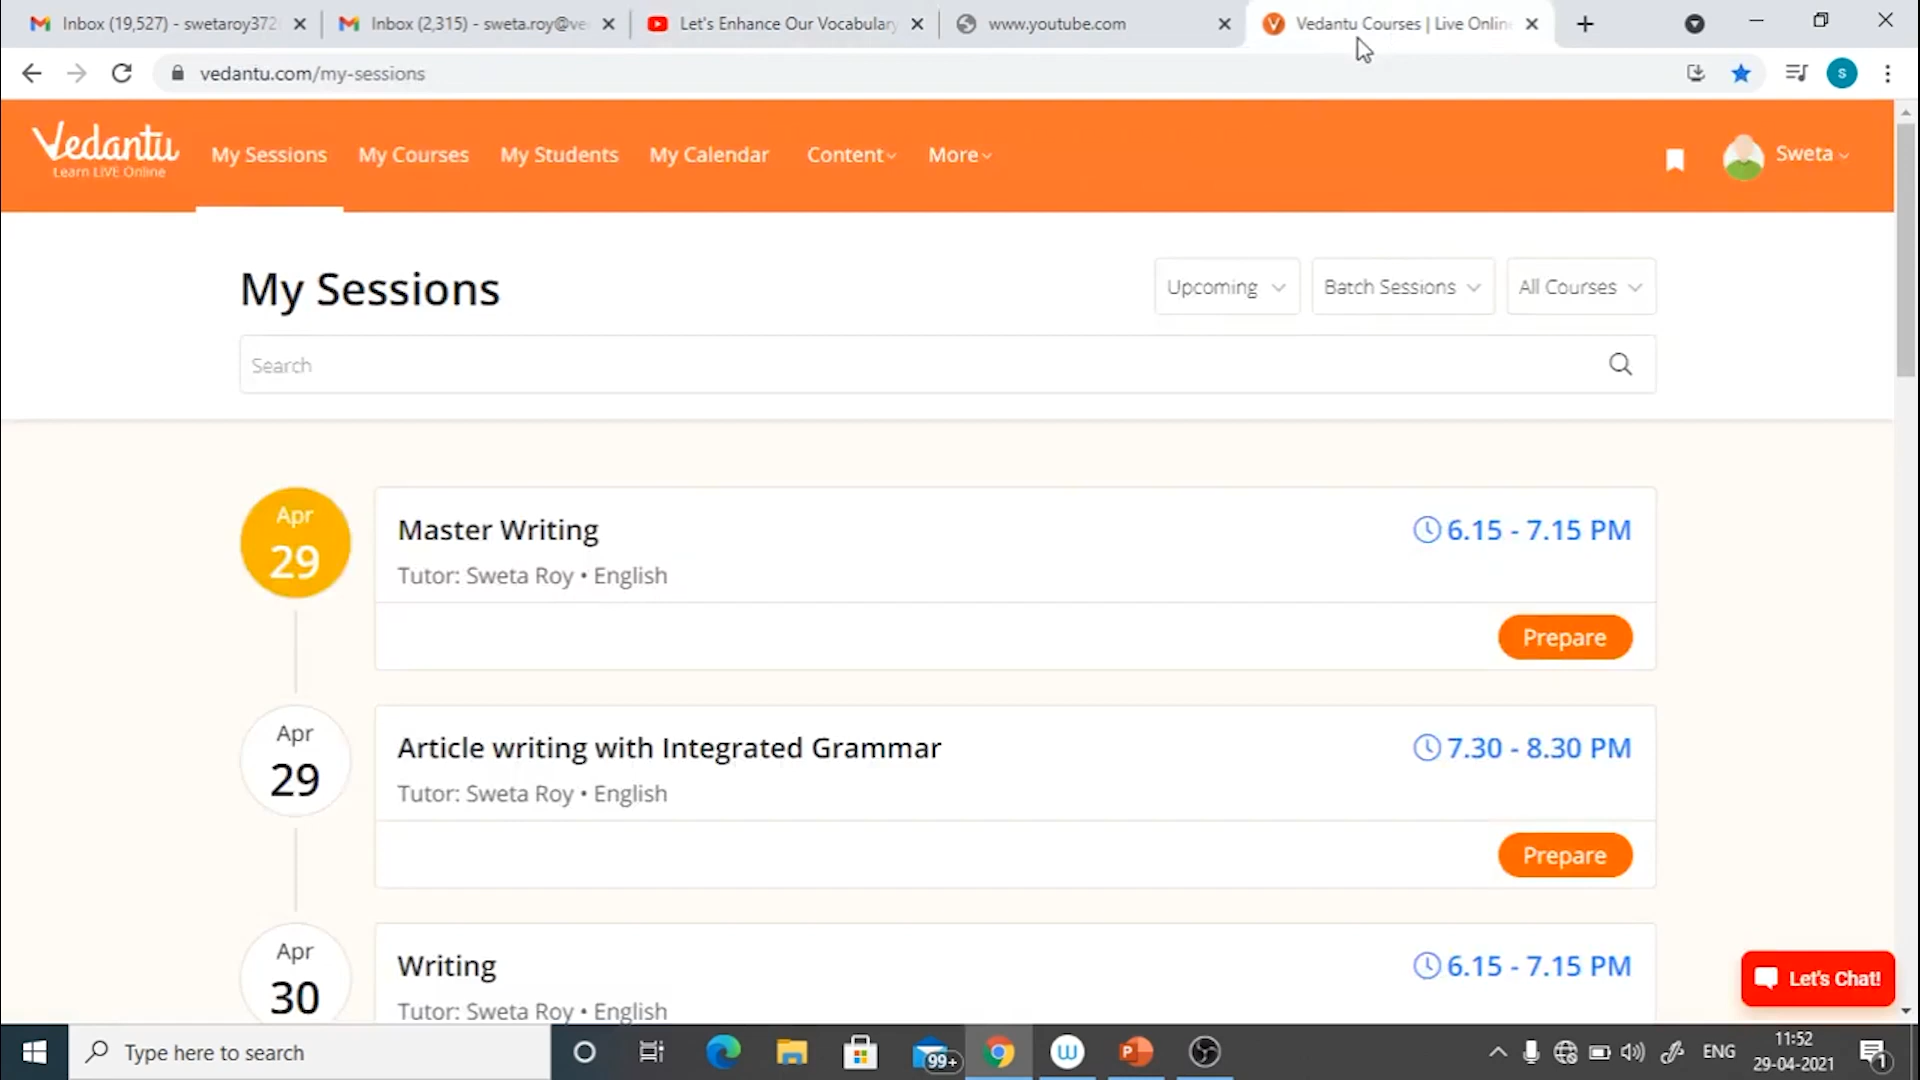 Inbox (19,527) - swetaroy372
Inbox (2,315) - sweta.roy@ve
Let's Enhance Our Vocabulary
www.youtube.com
Vedantu Courses | Live Onlin
vedantu.com/my-sessions
S
Vedantu
Learn LIVE Online
My Sessions
My Courses
My Students
My Calendar
Content
More
Sweta
My Sessions
Upcoming
Batch Sessions
All Courses
Search
Apr
29
Master Writing
6.15 - 7.15 PM
Tutor: Sweta Roy • English
Prepare
Apr
29
Article writing with Integrated Grammar
7.30 - 8.30 PM
Tutor: Sweta Roy • English
Prepare
Apr
30
Writing
6.15 - 7.15 PM
Tutor: Sweta Roy • English
Let's Chat!
Type here to search
99+
ENG
11:52
29-04-2021
1